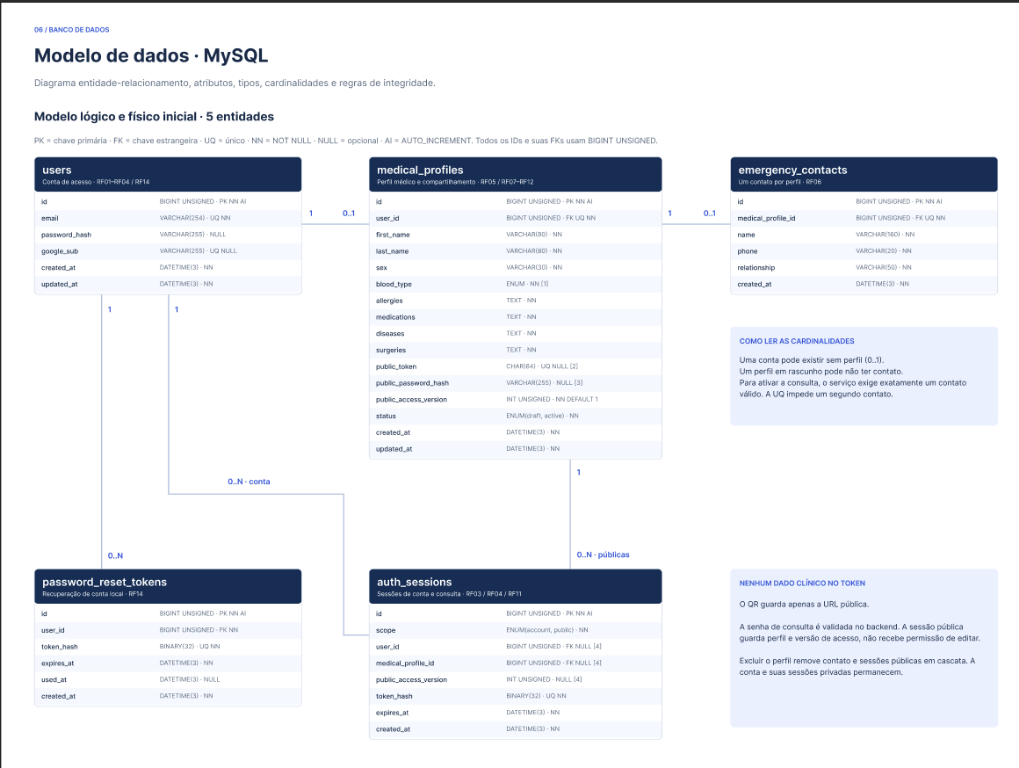 06 / BANCO DE DADOS
Modelo de dados · MySQL
Diagrama entidade-relacionamento, atributos, tipos, cardinalidades e regras de integridade.
Modelo lógico e físico inicial · 5 entidades
PK = chave primária · FK = chave estrangeira · UQ = único · NN = NOT NULL · NULL = opcional · AI = AUTO_INCREMENT. Todos os IDs e suas FKs usam BIGINT UNSIGNED.
users
Conta de acesso · RF01–RF04 / RF14
id BIGINT UNSIGNED · PK NN AI
email VARCHAR(254) · UQ NN
password_hash VARCHAR(255) · NULL
google_sub VARCHAR(255) · UQ NULL
created_at DATETIME(3) · NN
updated_at DATETIME(3) · NN
1
0..1
medical_profiles
Perfil médico e compartilhamento · RF05 / RF07–RF12
id BIGINT UNSIGNED · PK NN AI
user_id BIGINT UNSIGNED · FK UQ NN
first_name VARCHAR(80) · NN
last_name VARCHAR(80) · NN
sex VARCHAR(30) · NN
blood_type ENUM · NN [1]
allergies TEXT · NN
medications TEXT · NN
diseases TEXT · NN
surgeries TEXT · NN
public_token CHAR(64) · UQ NULL [2]
public_password_hash VARCHAR(255) · NULL [3]
public_access_version INT UNSIGNED · NN DEFAULT 1
status ENUM(draft, active) · NN
created_at DATETIME(3) · NN
updated_at DATETIME(3) · NN
1
0..1
emergency_contacts
Um contato por perfil · RF06
id BIGINT UNSIGNED · PK NN AI
medical_profile_id BIGINT UNSIGNED · FK UQ NN
name VARCHAR(160) · NN
phone VARCHAR(20) · NN
relationship VARCHAR(50) · NN
created_at DATETIME(3) · NN
COMO LER AS CARDINALIDADES
Uma conta pode existir sem perfil (0..1).
Um perfil em rascunho pode não ter contato.
Para ativar a consulta, o serviço exige exatamente um contato
válido. A UQ impede um segundo contato.
1
1
0..N · conta
0..N
1
0..N · públicas
password_reset_tokens
Recuperação de conta local · RF14
id BIGINT UNSIGNED · PK NN AI
user_id BIGINT UNSIGNED · FK NN
token_hash BINARY(32) · UQ NN
expires_at DATETIME(3) · NN
used_at DATETIME(3) · NULL
created_at DATETIME(3) · NN
auth_sessions
Sessões de conta e consulta · RF03 / RF04 / RF11
id BIGINT UNSIGNED · PK NN AI
scope ENUM(account, public) · NN
user_id BIGINT UNSIGNED · FK NULL [4]
medical_profile_id BIGINT UNSIGNED · FK NULL [4]
public_access_version INT UNSIGNED · NULL [4]
token_hash BINARY(32) · UQ NN
expires_at DATETIME(3) · NN
created_at DATETIME(3) · NN
NENHUM DADO CLÍNICO NO TOKEN
O QR guarda apenas a URL pública.
A senha de consulta é validada no backend. A sessão pública
guarda perfil e versão de acesso, não recebe permissão de editar.
Excluir o perfil remove contato e sessões públicas em cascata. A
conta e suas sessões privadas permanecem.